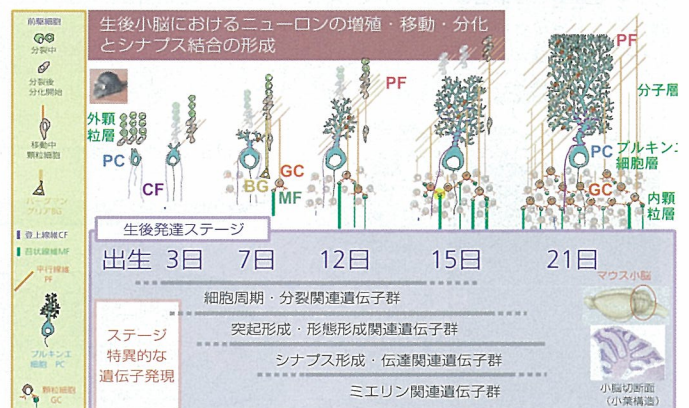 生後小脳におけるニューロンの増殖・移動・分化
とシナプス結合の形成
前駆細胞
分裂中
分裂後
分化開始
移動中
顆粒細胞
バーグマン
グリア BG
登上線維CF
苔状線維MF
平行線維
PF
プルキンエ
細胞 PC
顆粒細胞
GC
外顆
粒層
PC
CF
BG
GC
MF
PF
PF
分子層
PC
プルキンエ
細胞層
GC
内顆
粒層
生後発達ステージ
出生 3日 7日 12日 15日 21日
細胞周期・分裂関連遺伝子群
突起形成・形態形成関連遺伝子群
シナプス形成・伝達関連遺伝子群
ミエリン関連遺伝子群
ステージ
特異的な
遺伝子発現
マウス小脳
小脳切断面
（小葉構造）